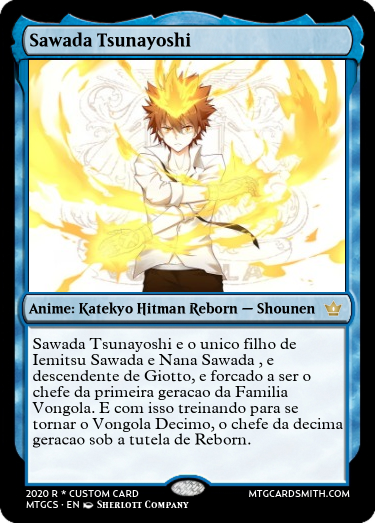 Sawada Tsunayoshi
Anime: Katekyo Hitman Reborn — Shounen
Sawada Tsunayoshi e o unico filho de
Iemitsu Sawada e Nana Sawada , e
descendente de Giotto, e forcado a ser o
chefe da primeira geracao da Familia
Vongola. E com isso treinando para se
tornar o Vongola Decimo, o chefe da decima
geracao sob a tutela de Reborn.
2020 R * CUSTOM CARD
MTGCARDSMITH.COM
MTGCS · EN Sherlott Company